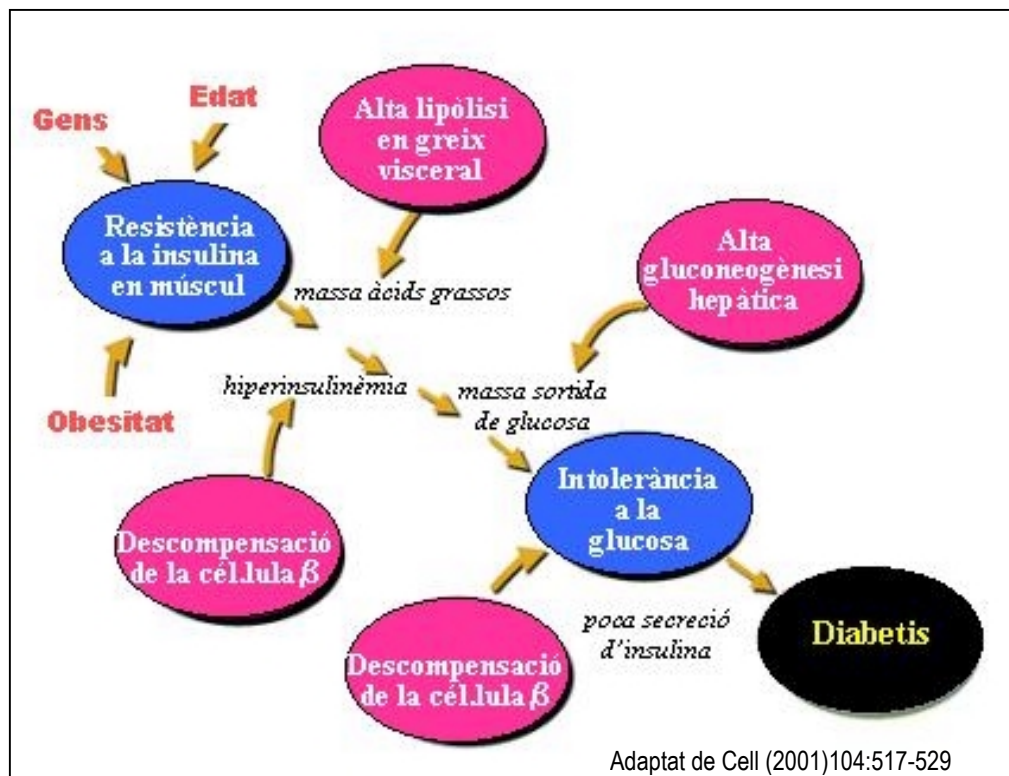 Gens
Edat
Alta lipòlisi
en greix
visceral
Resistència
a la insulina
en múscul
massa àcids grassos
Alta
gluconeogènesi
hepàtica
Obesitat
hiperinsulinèmia
massa sortida
de glucosa
Descompensació
de la cél.lula β
Intolerància
a la
glucosa
Descompensació
de la cél.lula β
poca secreció
d'insulina
Diabetis
Adaptat de Cell (2001)104:517-529